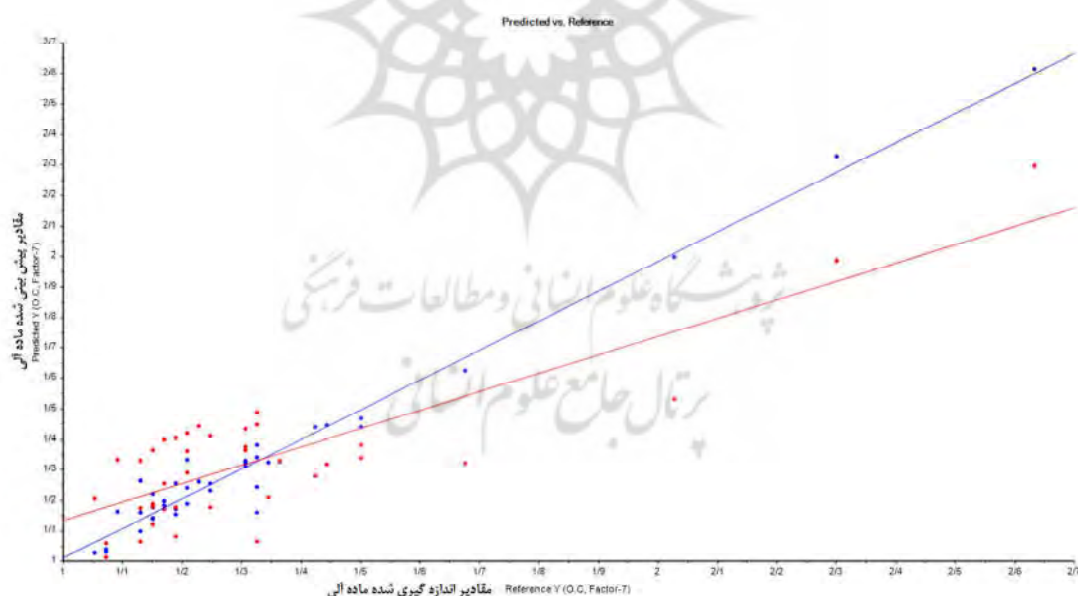 Predicted vs. Reference
2/7
2/6
2/5
2/4
2/3
2/2
2/1
2
1/9
1/8
1/7
1/6
1/5
1/4
1/3
1/2
1/1
1
مقادیر پیش بینی شده ماده آلی
Predicted Y (O.C, Factor-7)
پژوهشگاه علوم انسانی و مطالعات فرهنگی
پرتال جامع علوم انسانی
1 1/1 1/2 1/3 1/4 1/5 1/6 1/7 1/8 1/9 2 2/1 2/2 2/3 2/4 2/5 2/6
مقادیر اندازه گیری شده ماده آلی Reference Y (O.C, Factor-7)